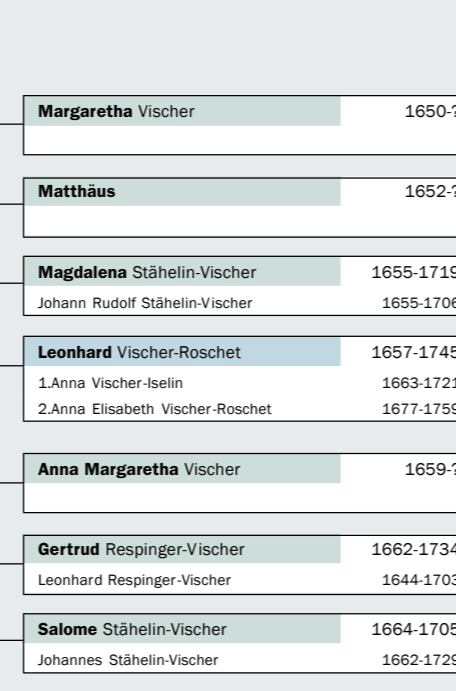 Margaretha Vischer 1650-?
Matthäus 1652-?
Magdalena Stähelin-Vischer 1655-1719
Johann Rudolf Stähelin-Vischer 1655-1706
Leonhard Vischer-Roschet 1657-1745
1.Anna Vischer-Iselin 1663-1721
2.Anna Elisabeth Vischer-Roschet 1677-1759
Anna Margaretha Vischer 1659-?
Gertrud Respinger-Vischer 1662-1734
Leonhard Respinger-Vischer 1644-1703
Salome Stähelin-Vischer 1664-1705
Johannes Stähelin-Vischer 1662-1729